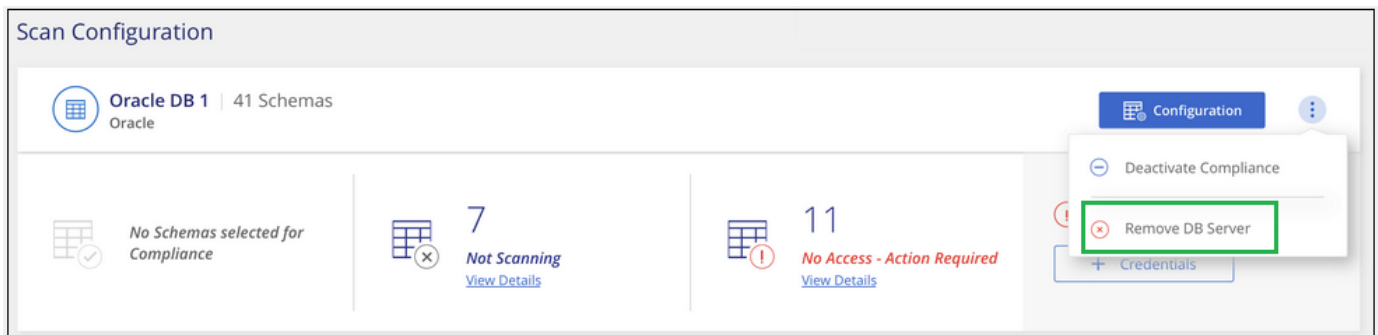 Scan Configuration
Oracle DB 1 | 41 Schemas
Oracle
Configuration
Deactivate Compliance
Remove DB Server
No Schemas selected for
Compliance
7
Not Scanning
View Details
11
No Access - Action Required
View Details
+ Credentials